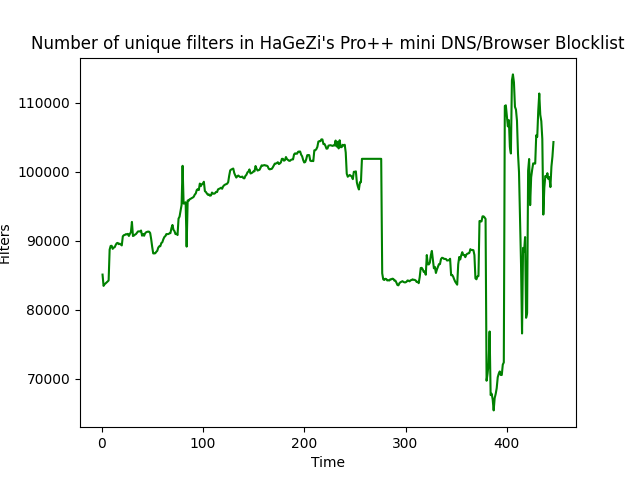 Number of unique filters in HaGeZi's Pro++ mini DNS/Browser Blocklist
110000
100000
90000
80000
70000
Filters
0 100 200 300 400
Time